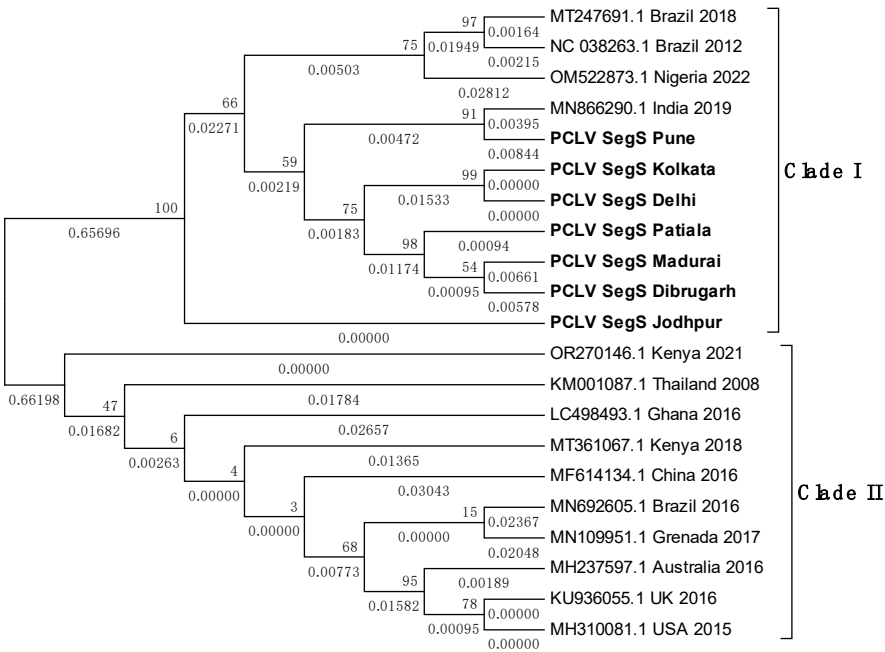 97
MT247691.1 Brazil 2018
0.00164
75
0.01949
NC 038263.1 Brazil 2012
0.00215
0.00503
OM522873.1 Nigeria 2022
0.02812
66
0.02271
91
MN866290.1 India 2019
0.00395
0.00472
PCLV SegS Pune
0.00844
59
0.00219
99
PCLV SegS Kolkata
0.00000
0.01533
PCLV SegS Delhi
0.00000
75
0.00183
PCLV SegS Patiala
0.00094
98
0.01174
54
PCLV SegS Madurai
0.00661
0.00095
PCLV SegS Dibrugarh
0.00578
100
0.65696
PCLV SegS Jodhpur
0.00000
Clade I
OR270146.1 Kenya 2021
0.00000
0.66198
KM001087.1 Thailand 2008
0.01784
47
0.01682
LC498493.1 Ghana 2016
0.02657
6
0.00263
MT361067.1 Kenya 2018
0.01365
4
0.00000
MF614134.1 China 2016
0.03043
3
0.00000
15
MN692605.1 Brazil 2016
0.02367
0.00000
MN109951.1 Grenada 2017
0.02048
68
0.00773
MH237597.1 Australia 2016
0.00189
95
0.01582
78
KU936055.1 UK 2016
0.00000
0.00095
MH310081.1 USA 2015
0.00000
Clade II